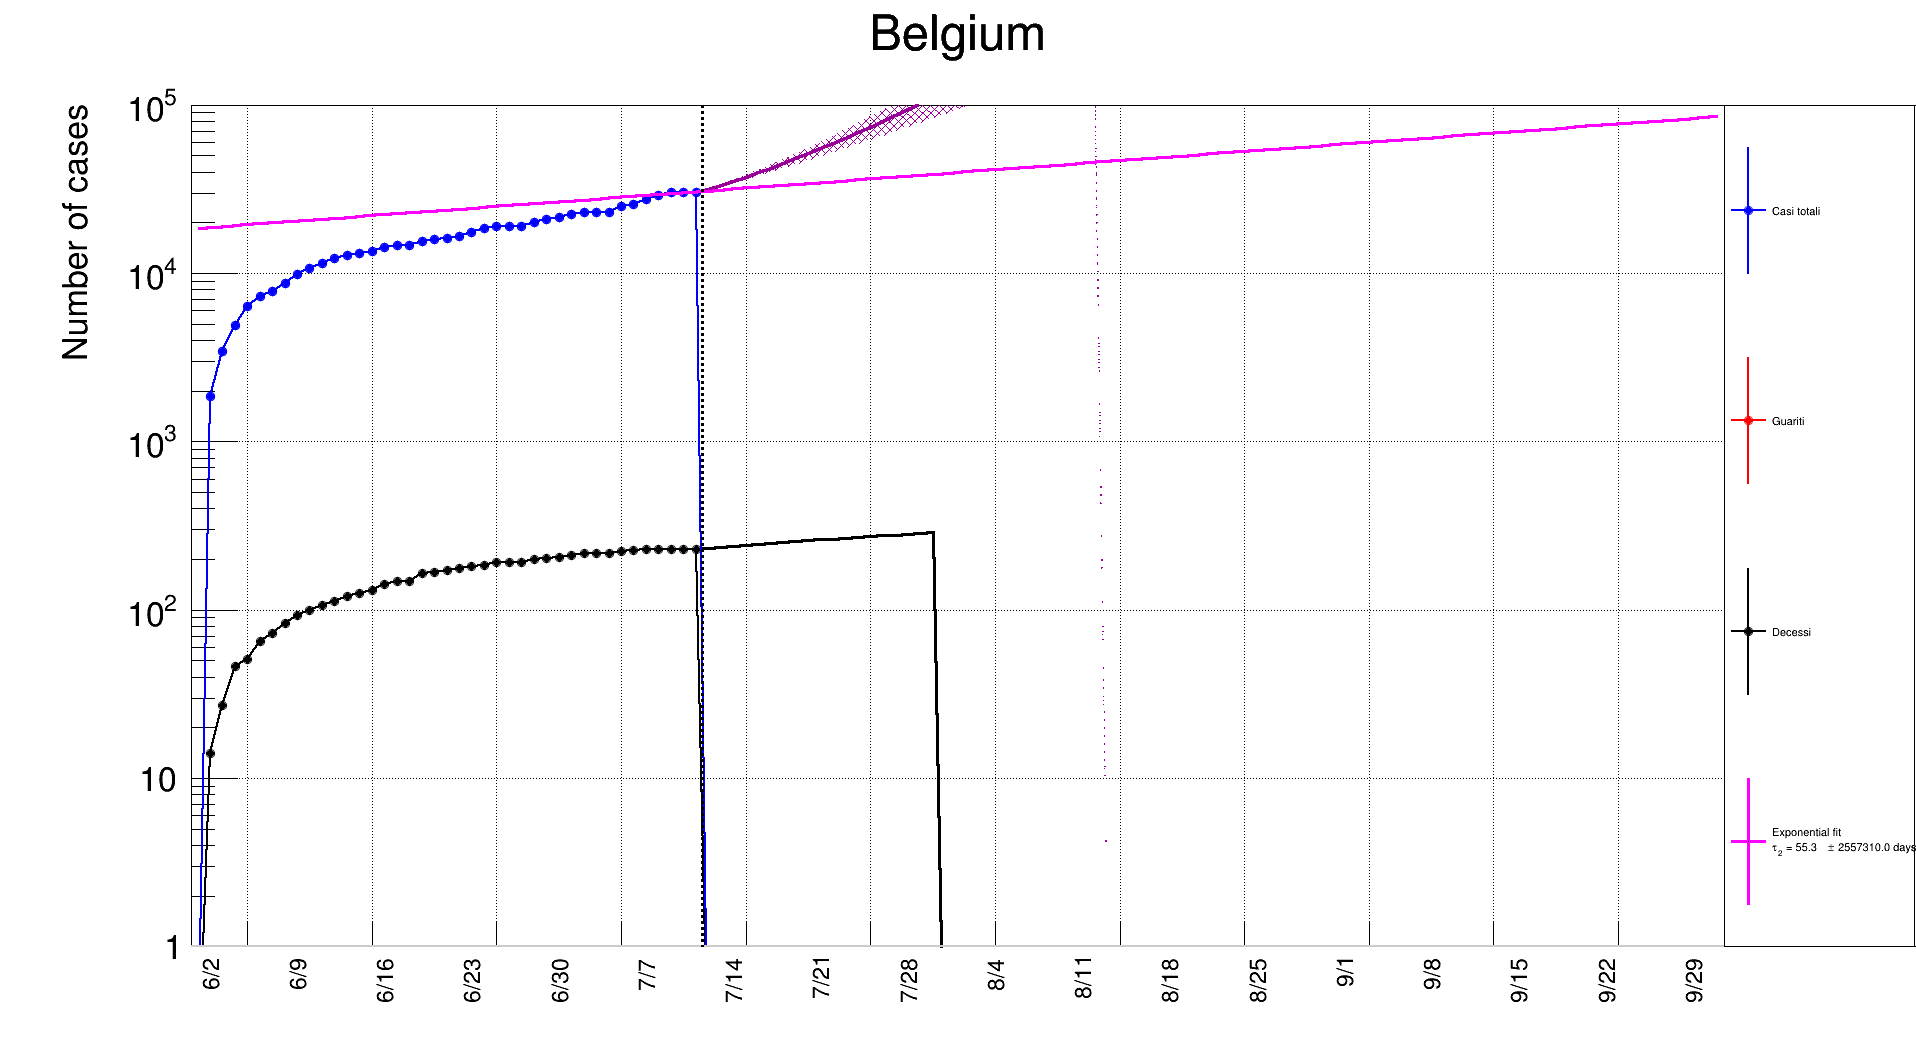 Belgium
Number of cases
10^5
10^4
10^3
10^2
10
1
6/2 6/9 6/16 6/23 6/30 7/7 7/14 7/21 7/28 8/4 8/11 8/18 8/25 9/1 9/8 9/15 9/22 9/29
Casi totali
Guariti
Decessi
Exponential fit
τ₂ = 55.3 ± 2557310.0 days